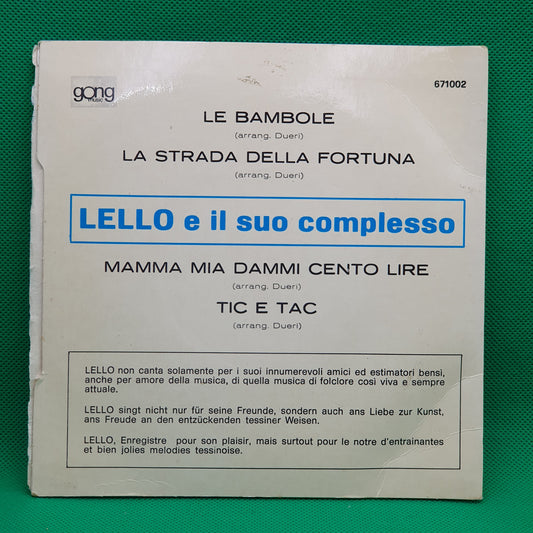 gong
music
671002
LE BAMBOLE
(arrang. Dueri)
LA STRADA DELLA FORTUNA
(arrang. Dueri)
LELLO e il suo complesso
MAMMA MIA DAMMI CENTO LIRE
(arrang. Dueri)
TIC E TAC
(arrang. Dueri)
LELLO non canta solamente per i suoi innumerevoli amici ed estimatori bensì,
anche per amore della musica, di quella musica di folclore così viva e sempre
attuale.
LELLO singt nicht nur für seine Freunde, sondern auch ans Liebe zur Kunst,
ans Freude an den entzückenden tessiner Weisen.
LELLO, Enregistre pour son plaisir, mais surtout pour le notre d'entrainantes
et bien jolies melodies tessinoise.